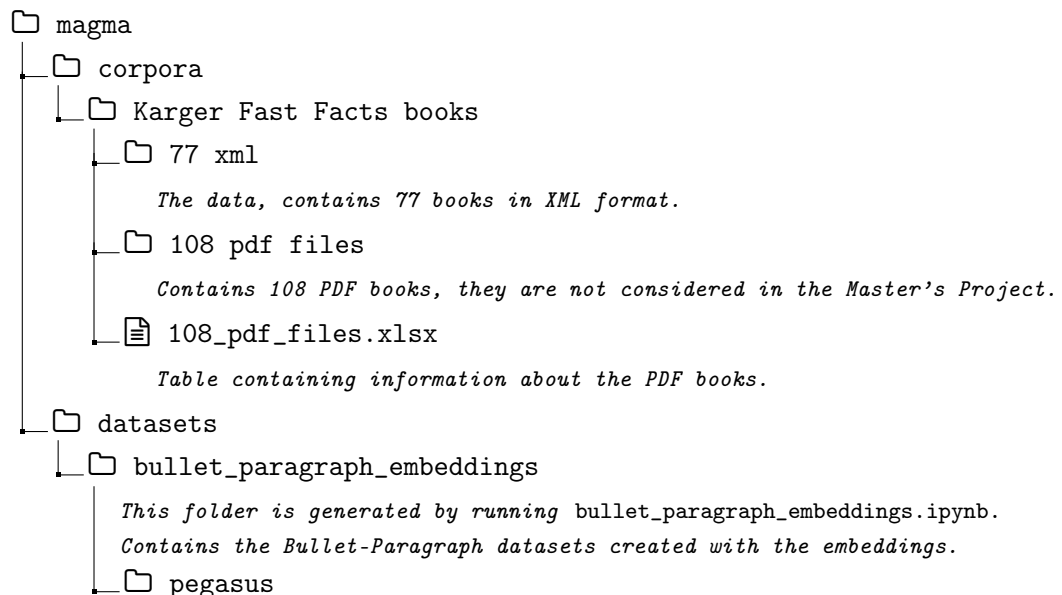 magma
corpora
Karger Fast Facts books
77 xml
The data, contains 77 books in XML format.
108 pdf files
Contains 108 PDF books, they are not considered in the Master's Project.
108_pdf_files.xlsx
Table containing information about the PDF books.
datasets
bullet_paragraph_embeddings
This folder is generated by running bullet_paragraph_embeddings.ipynb.
Contains the Bullet-Paragraph datasets created with the embeddings.
pegasus